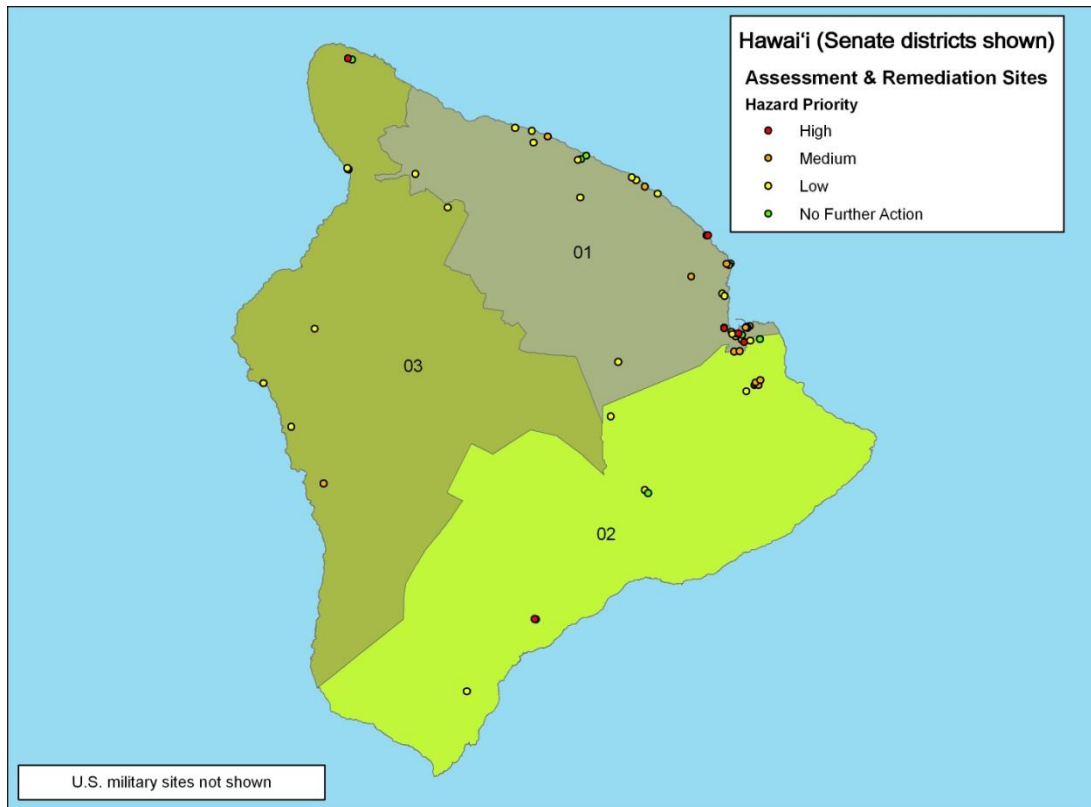 Hawai‘i (Senate districts shown)
Assessment & Remediation Sites
Hazard Priority
High
Medium
Low
No Further Action
01
03
02
U.S. military sites not shown